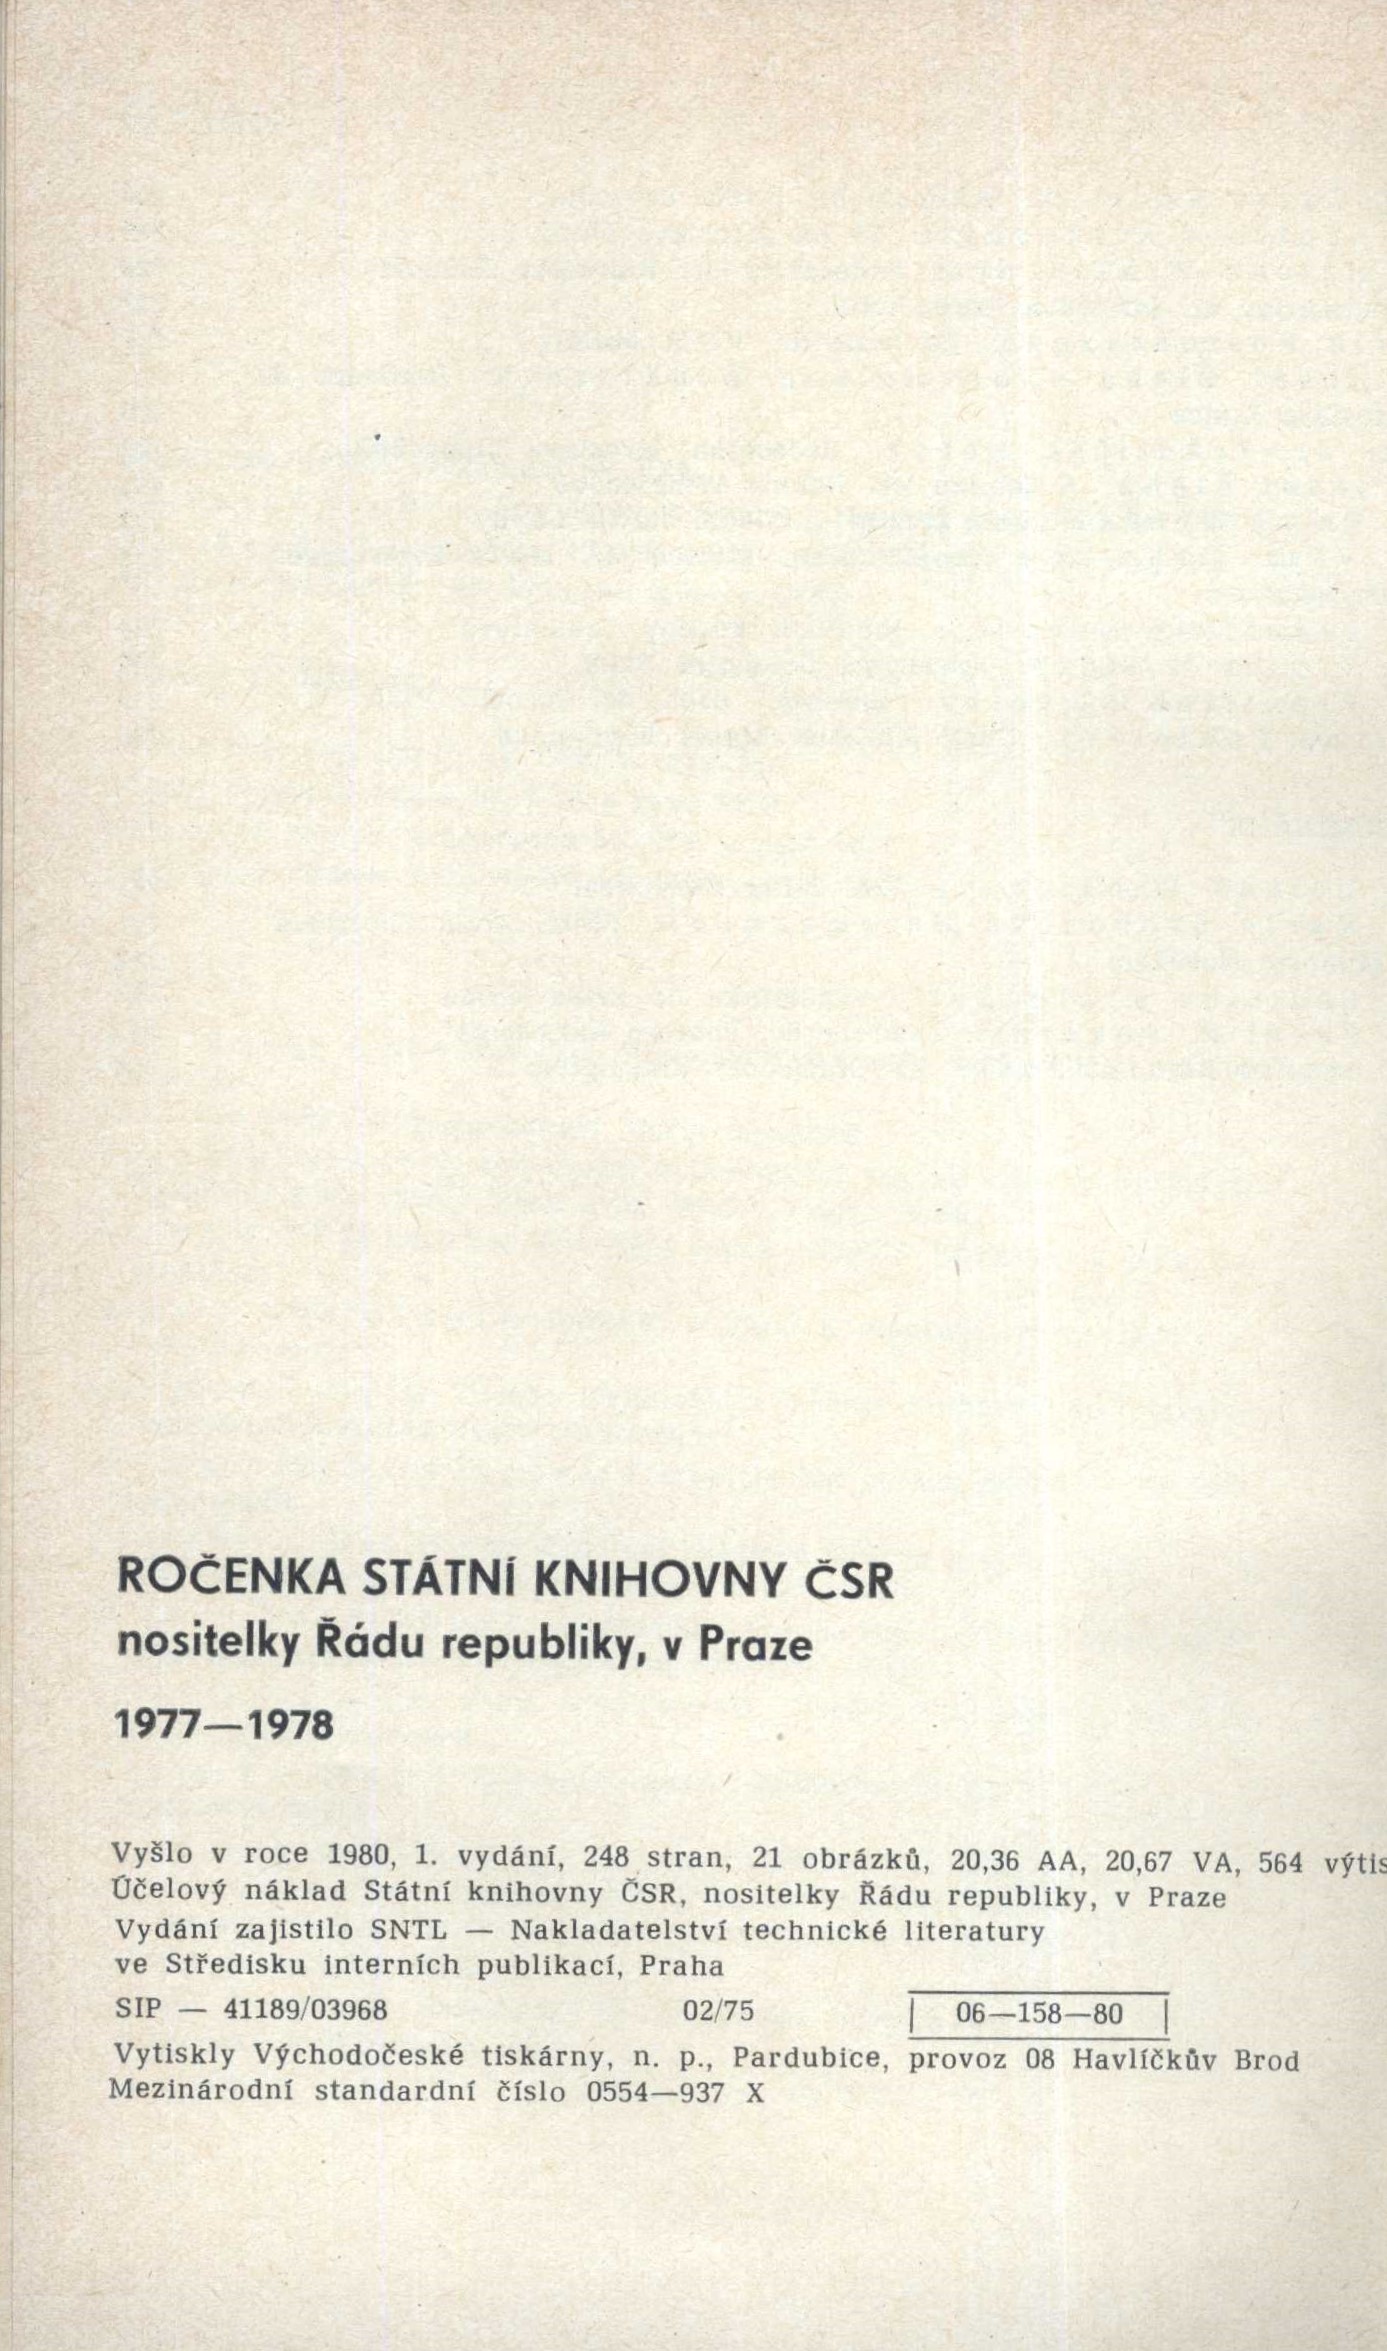 ROČENKA STÁTNÍ KNIHOVNY ČSR
nositelky Řádu republiky, v Praze
1977—1978
Vyšlo v roce 1980, 1. vydání, 248 stran, 21 obrázků, 20,36 AA, 20,67 VA, 564 výtis
Účelový náklad Státní knihovny ČSR, nositelky Řádu republiky, v Praze
Vydání zajistilo SNTL — Nakladatelství technické literatury
ve Středisku interních publikací, Praha
SIP — 41189/03968 02/75 06—158—80
Vytiskly Východočeské tiskárny, n. p., Pardubice, provoz 08 Havlíčkův Brod
Mezinárodní standardní číslo 0554—937 X